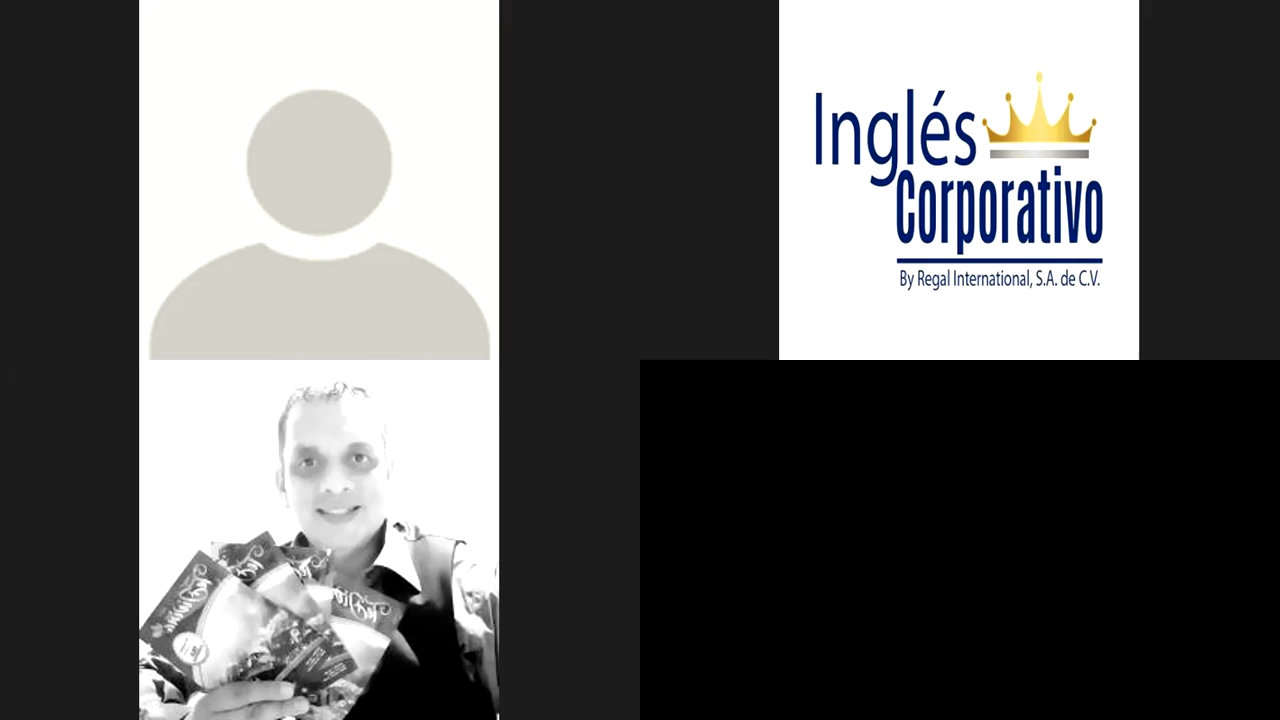 Inglés
Corporativo
By Regal International, S.A. de C.V.